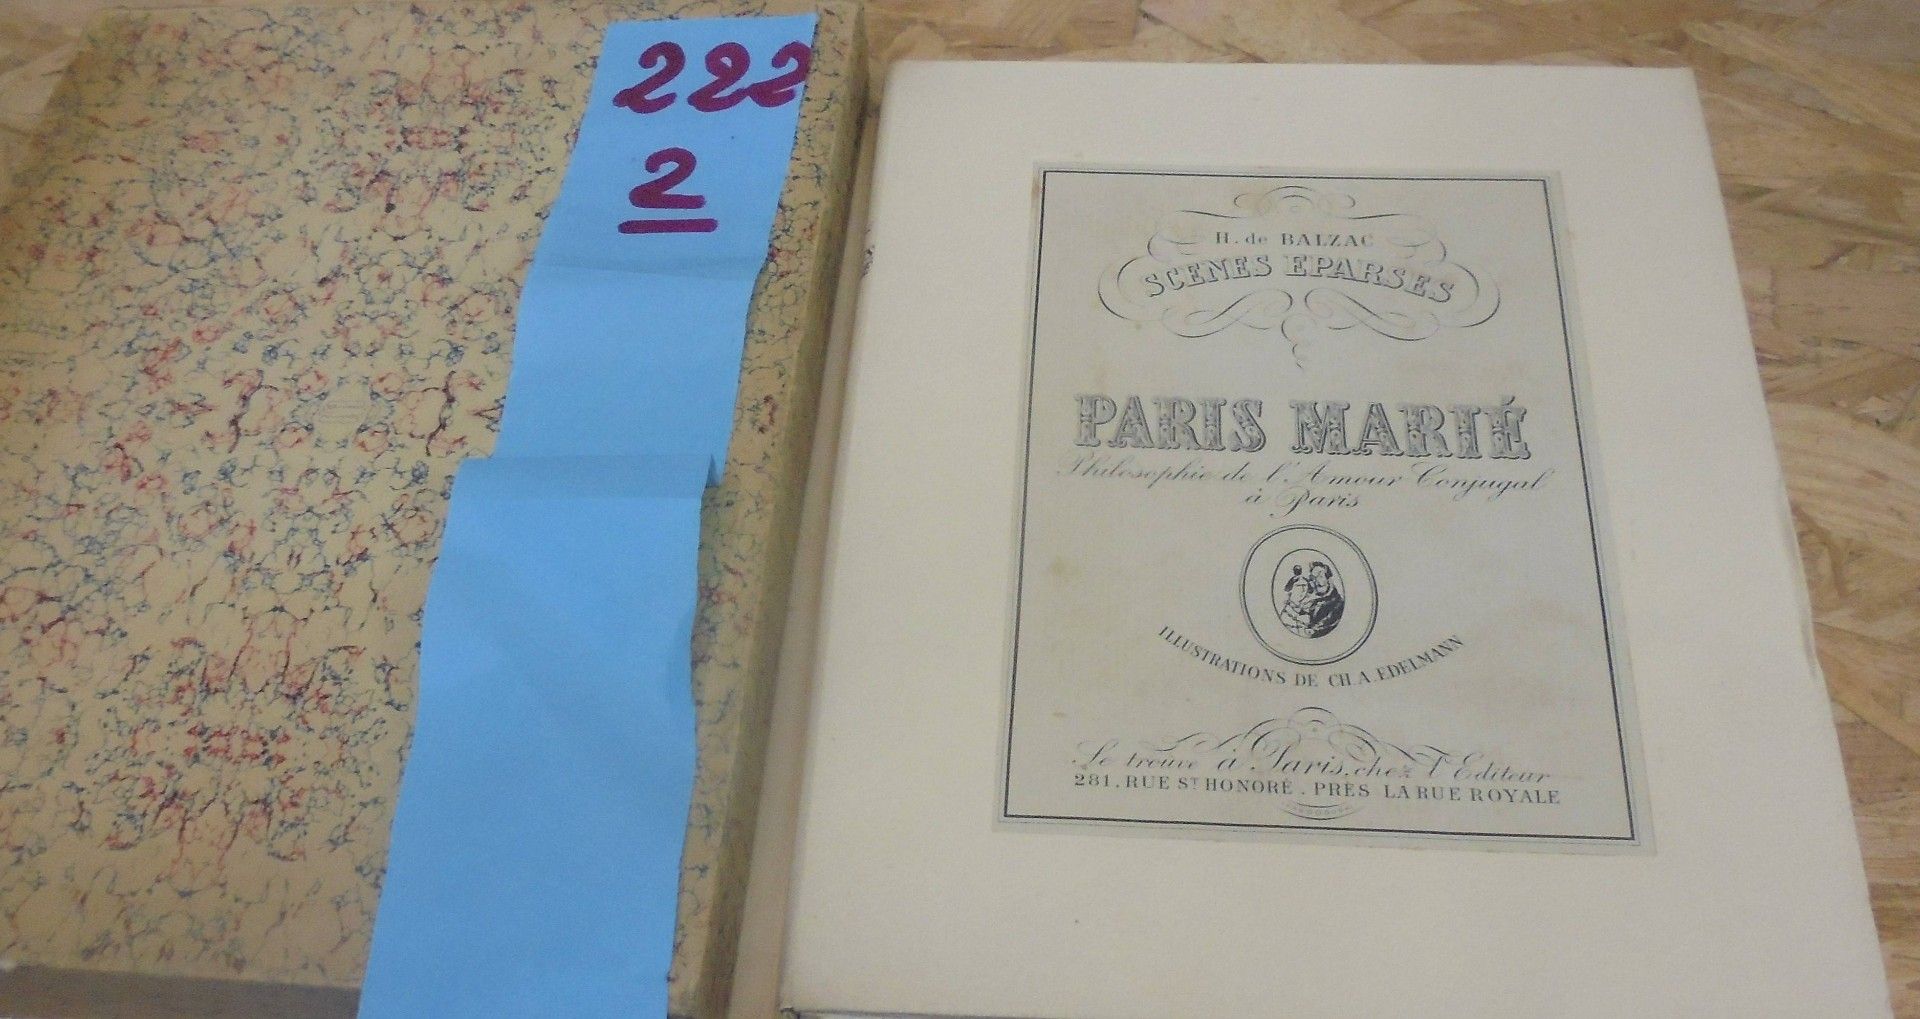 222
2
H. de BALZAC
SCENES EPARSES
PARIS MARIÉ
Philosophie de l'Amour Conjugal
à Paris
ILLUSTRATIONS DE CH. A. EDELMANN
Se trouve à Paris, chez l'Editeur
281, RUE ST HONORÉ. PRÈS LA RUE ROYALE